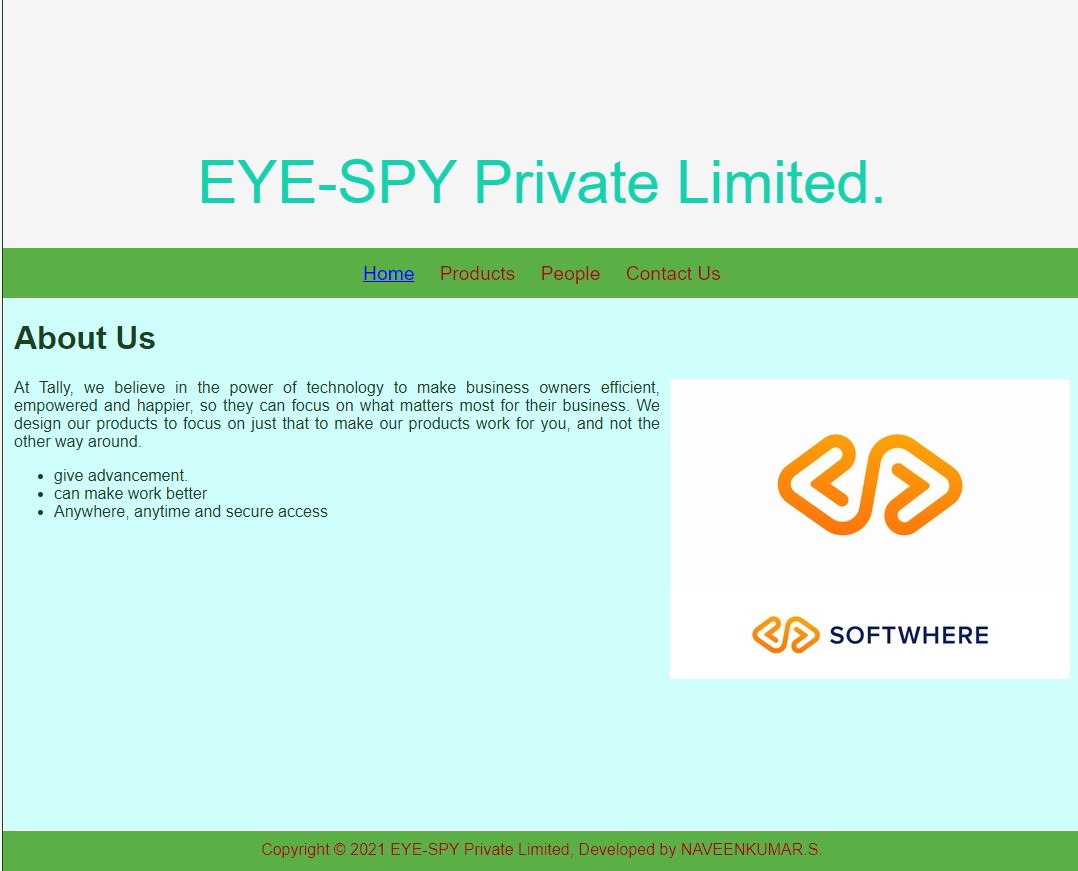 EYE-SPY Private Limited.
Home Products People Contact Us
About Us
At Tally, we believe in the power of technology to make business owners efficient,
empowered and happier, so they can focus on what matters most for their business. We
design our products to focus on just that to make our products work for you, and not the
other way around.
give advancement.
can make work better
Anywhere, anytime and secure access
SOFTWHERE
Copyright © 2021 EYE-SPY Private Limited, Developed by NAVEENKUMAR.S.